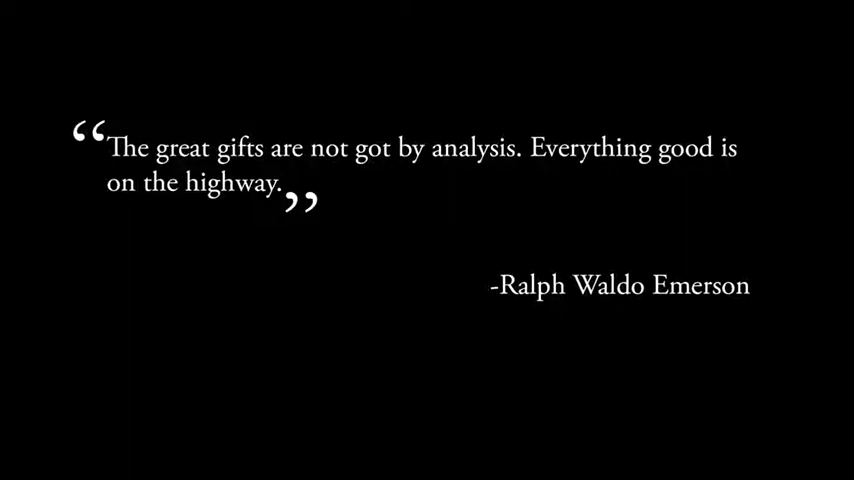 “The great gifts are not got by analysis. Everything good is
on the highway.”
-Ralph Waldo Emerson